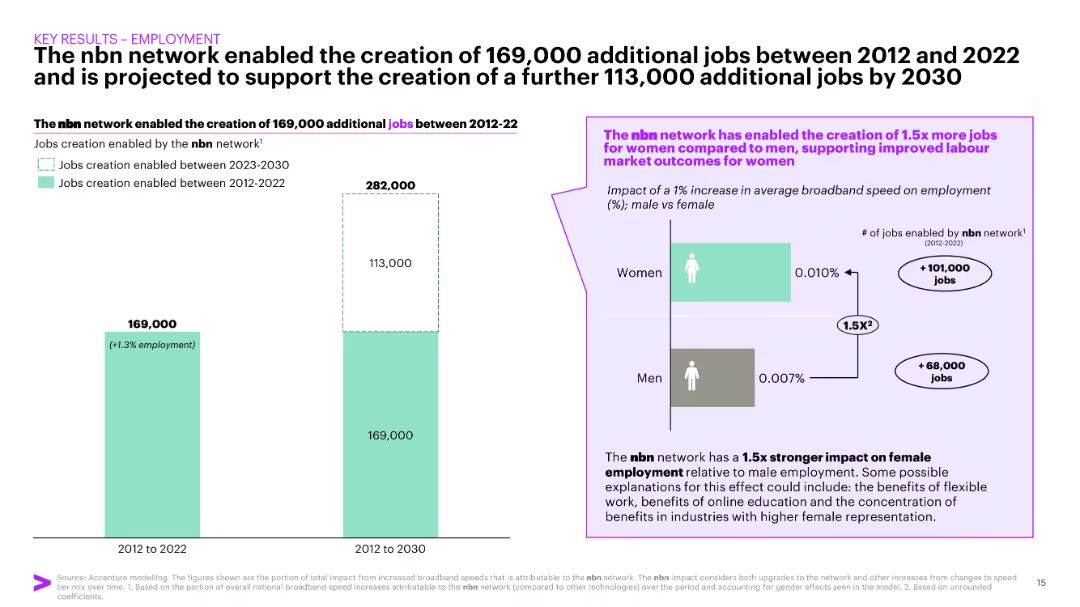 KEY RESULTS – EMPLOYMENT
The nbn network enabled the creation of 169,000 additional jobs between 2012 and 2022
and is projected to support the creation of a further 113,000 additional jobs by 2030
The nbn network enabled the creation of 169,000 additional jobs between 2012-22
Jobs creation enabled by the nbn network¹
Jobs creation enabled between 2023-2030
Jobs creation enabled between 2012-2022
282,000
113,000
169,000
(+1.3% employment)
169,000
2012 to 2022
2012 to 2030
The nbn network has enabled the creation of 1.5x more jobs
for women compared to men, supporting improved labour
market outcomes for women
Impact of a 1% increase in average broadband speed on employment
(%); male vs female
# of jobs enabled by nbn network¹
(2012-2022)
Women
0.010%
+101,000
jobs
1.5X²
Men
0.007%
+68,000
jobs
The nbn network has a 1.5x stronger impact on female
employment relative to male employment. Some possible
explanations for this effect could include: the benefits of flexible
work, benefits of online education and the concentration of
benefits in industries with higher female representation.
Source: Accenture modelling. The figures shown are the portion of total impact from increased broadband speeds that is attributable to the nbn network. The nbn-impact considers both upgrades to the network and other increases from changes to speed
tier mix over time. 1. Based on the portion of overall national broadband speed increases attributable to the nbn network (compared to other technologies) over the period and accounting for gender effects seen in the model. 2. Based on unrounded
coefficients.
15